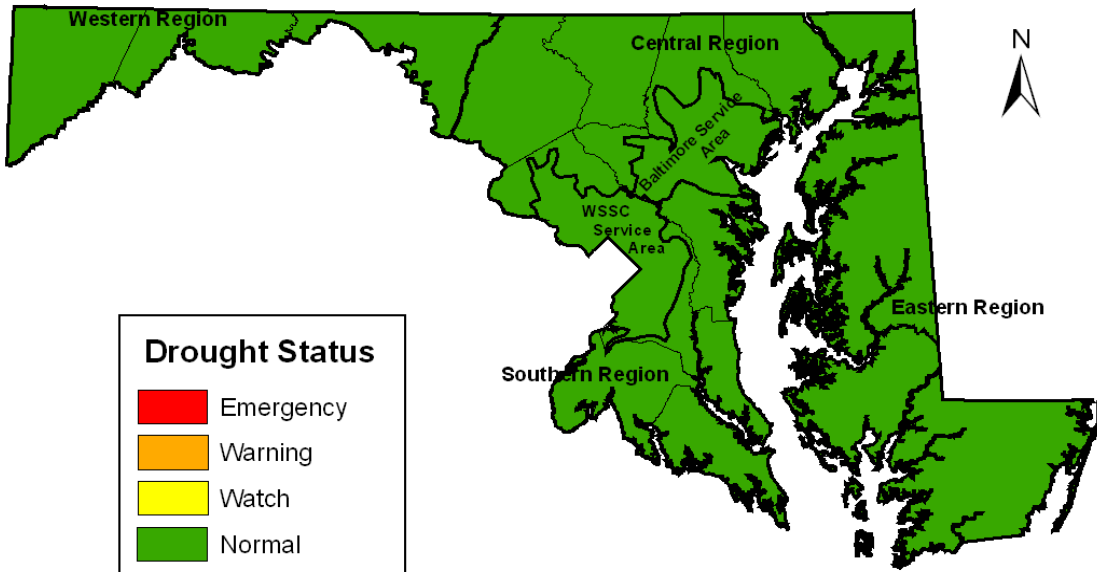 Western Region
Central Region
N
Baltimore Service
Area
WSSC
Service
Area
Eastern Region
Southern Region
Drought Status
Emergency
Warning
Watch
Normal